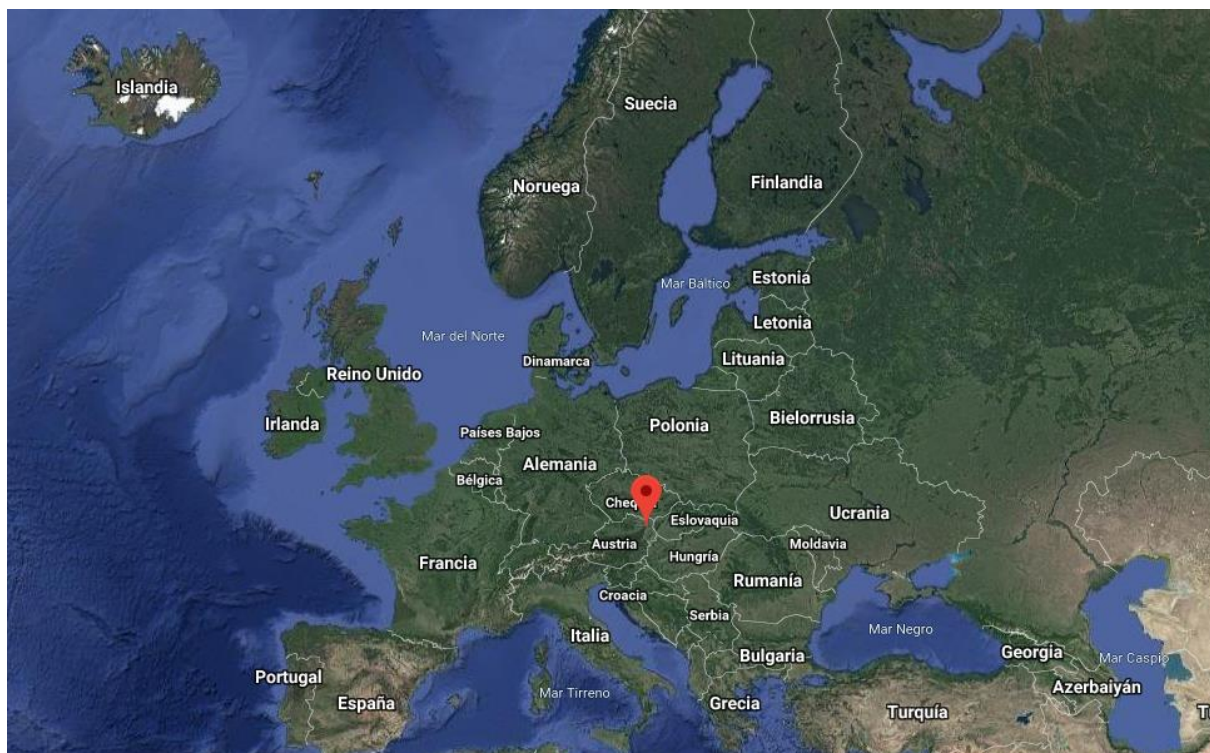 Islandia
Suecia
Noruega
Finlandia
Estonia
Mar Báltico
Letonia
Mar del Norte
Dinamarca
Lituania
Reino Unido
Irlanda
Polonia
Bielorrusia
Países Bajos
Alemania
Bélgica
Eslovaquia
Ucrania
Austria
Moldavia
Hungría
Francia
Rumanía
Croacia
Serbia
Mar Negro
Italia
Bulgaria
Georgia
Mar Caspio
Portugal
España
Mar Tirreno
Grecia
Azerbaiyán
Turquía